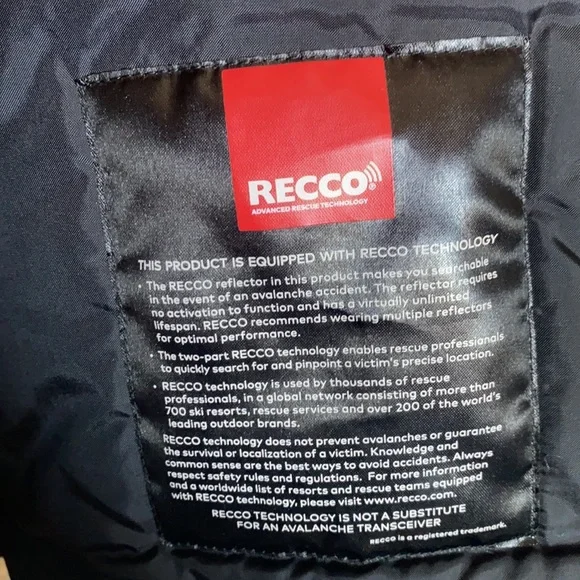 RECCO®
ADVANCED RESCUE TECHNOLOGY
THIS PRODUCT IS EQUIPPED WITH RECCO TECHNOLOGY
• The RECCO reflector in this product makes you searchable
in the event of an avalanche accident. The reflector requires
no activation to function and has a virtually unlimited
lifespan. RECCO recommends wearing multiple reflectors
for optimal performance.
• The two-part RECCO technology enables rescue professionals
to quickly search for and pinpoint a victim's precise location.
• RECCO technology is used by thousands of rescue
professionals, in a global network consisting of more than
700 ski resorts, rescue services and over 200 of the world's
leading outdoor brands.
RECCO technology does not prevent avalanches or guarantee
the survival or localization of a victim. Knowledge and
common sense are the best ways to avoid accidents. Always
respect safety rules and regulations. For more information
and a worldwide list of resorts and rescue teams equipped
with RECCO technology, please visit www.recco.com.
RECCO TECHNOLOGY IS NOT A SUBSTITUTE
FOR AN AVALANCHE TRANSCEIVER
RECCO is a registered trademark.